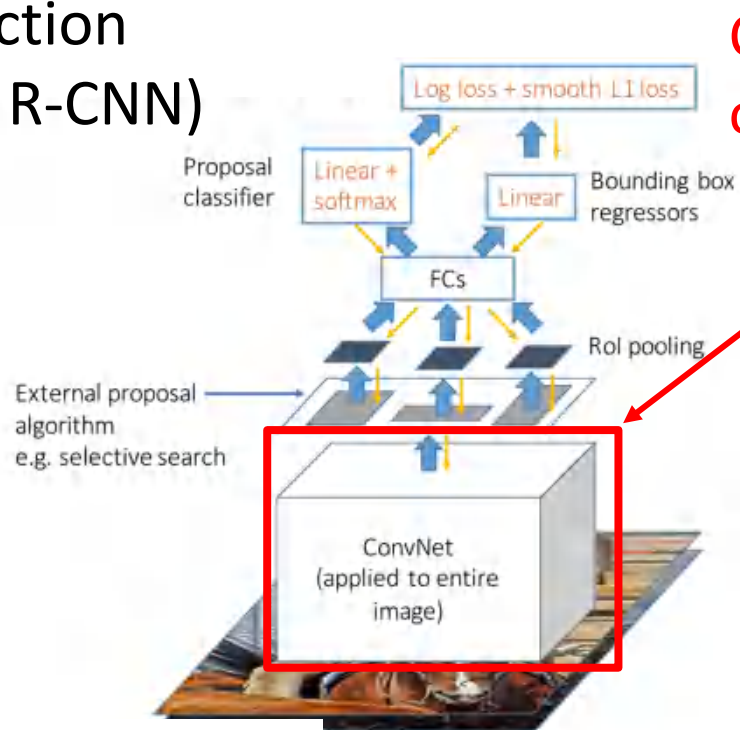 ction
R-CNN)
Log loss + smooth L1 loss
Proposal
classifier
Linear +
softmax
Linear
Bounding box
regressors
FCs
RoI pooling
External proposal
algorithm
e.g. selective search
ConvNet
(applied to entire
image)